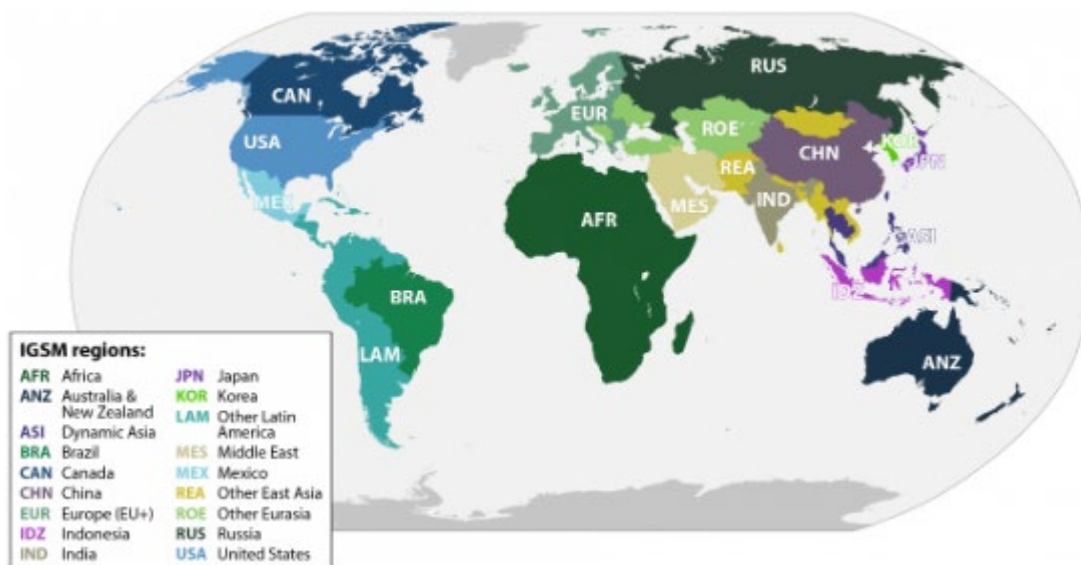 RUS
CAN
EUR
ROE
USA
KOR
CHN
JPN
REA
MEX
MES
IND
AFR
ASI
IDZ
BRA
LAM
ANZ
IGSM regions:
AFR Africa
ANZ Australia &
New Zealand
ASI Dynamic Asia
BRA Brazil
CAN Canada
CHN China
EUR Europe (EU+)
IDZ Indonesia
IND India
JPN Japan
KOR Korea
LAM Other Latin
America
MES Middle East
MEX Mexico
REA Other East Asia
ROE Other Eurasia
RUS Russia
USA United States